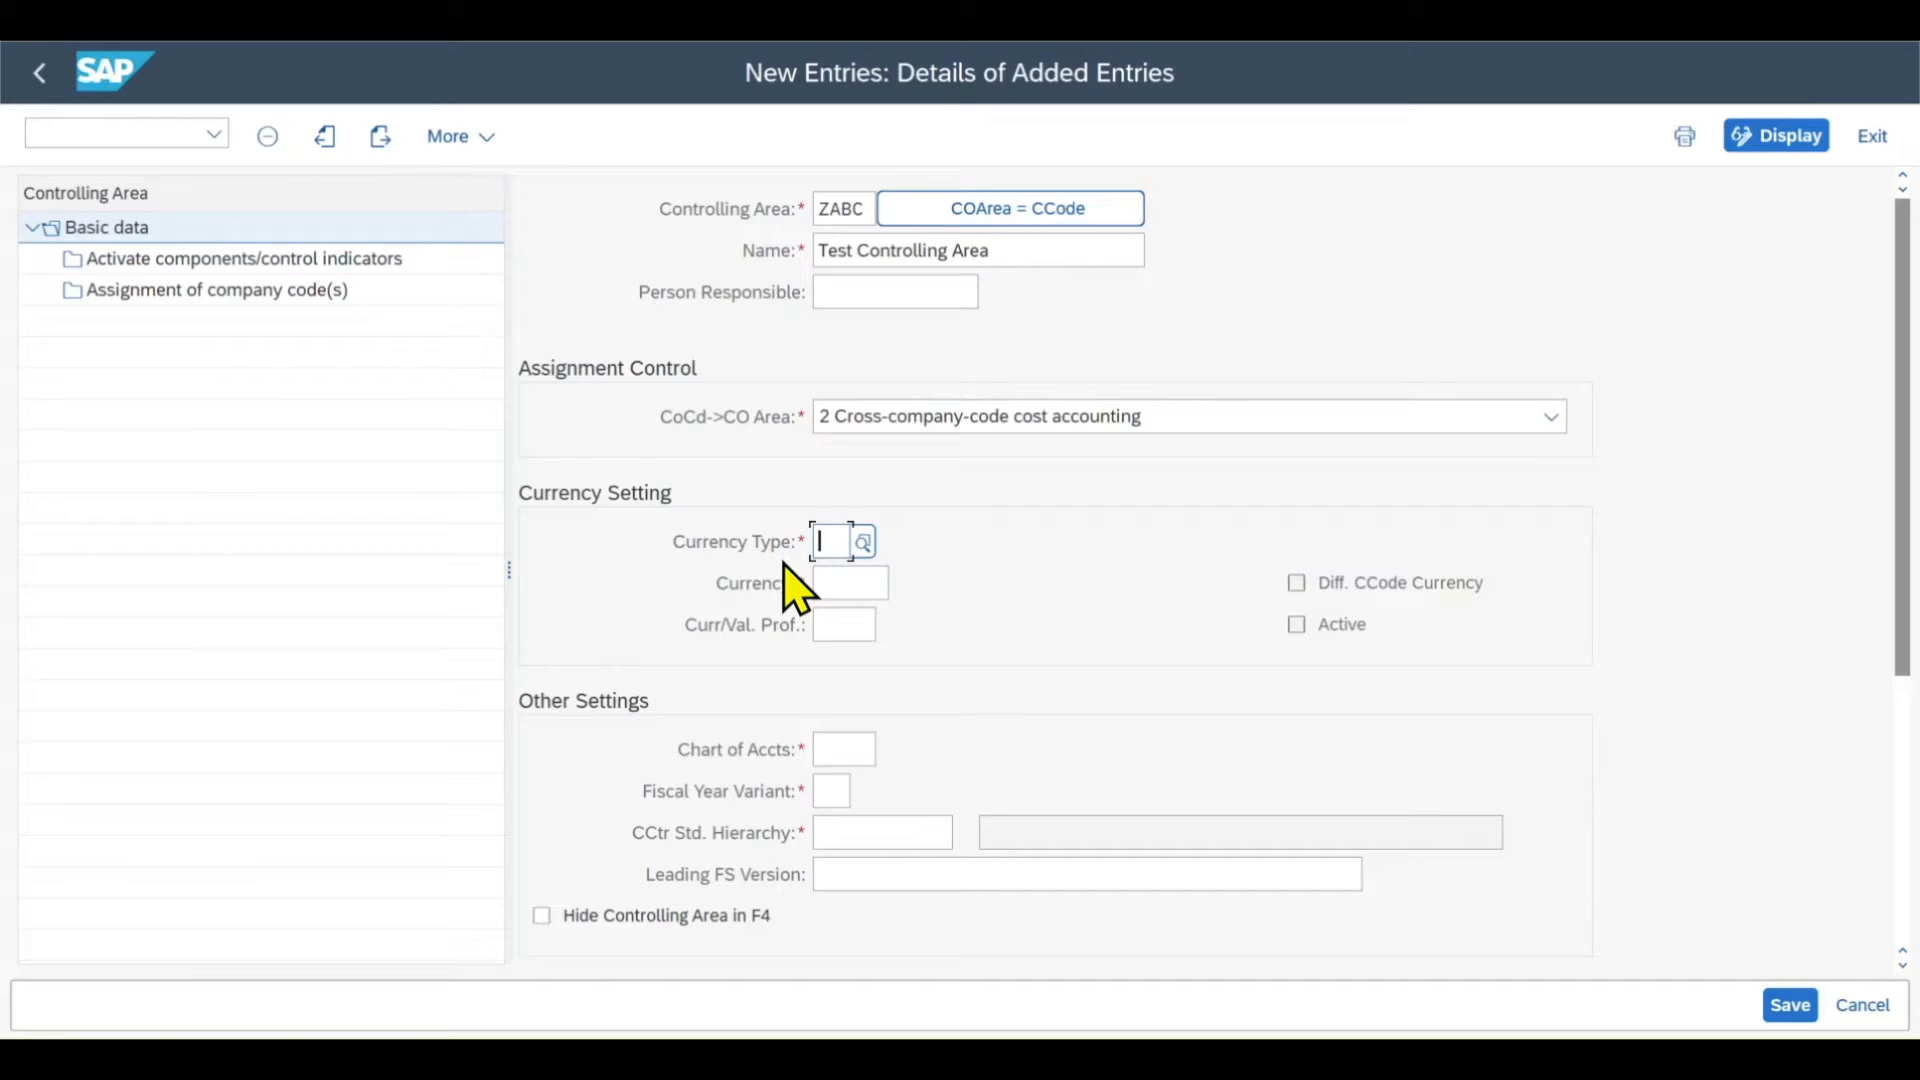 SAP
New Entries: Details of Added Entries
More
Display
Exit
Controlling Area
Basic data
Activate components/control indicators
Assignment of company code(s)
Controlling Area:* ZABC COArea = CCode
Name:* Test Controlling Area
Person Responsible:
Assignment Control
CoCd->CO Area:* 2 Cross-company-code cost accounting
Currency Setting
Currency Type:*
Diff. CCode Currency
Curr/Val. Prof.:
Active
Other Settings
Chart of Accts:*
Fiscal Year Variant:*
CCtr Std. Hierarchy:*
Leading FS Version:
Hide Controlling Area in F4
Save
Cancel